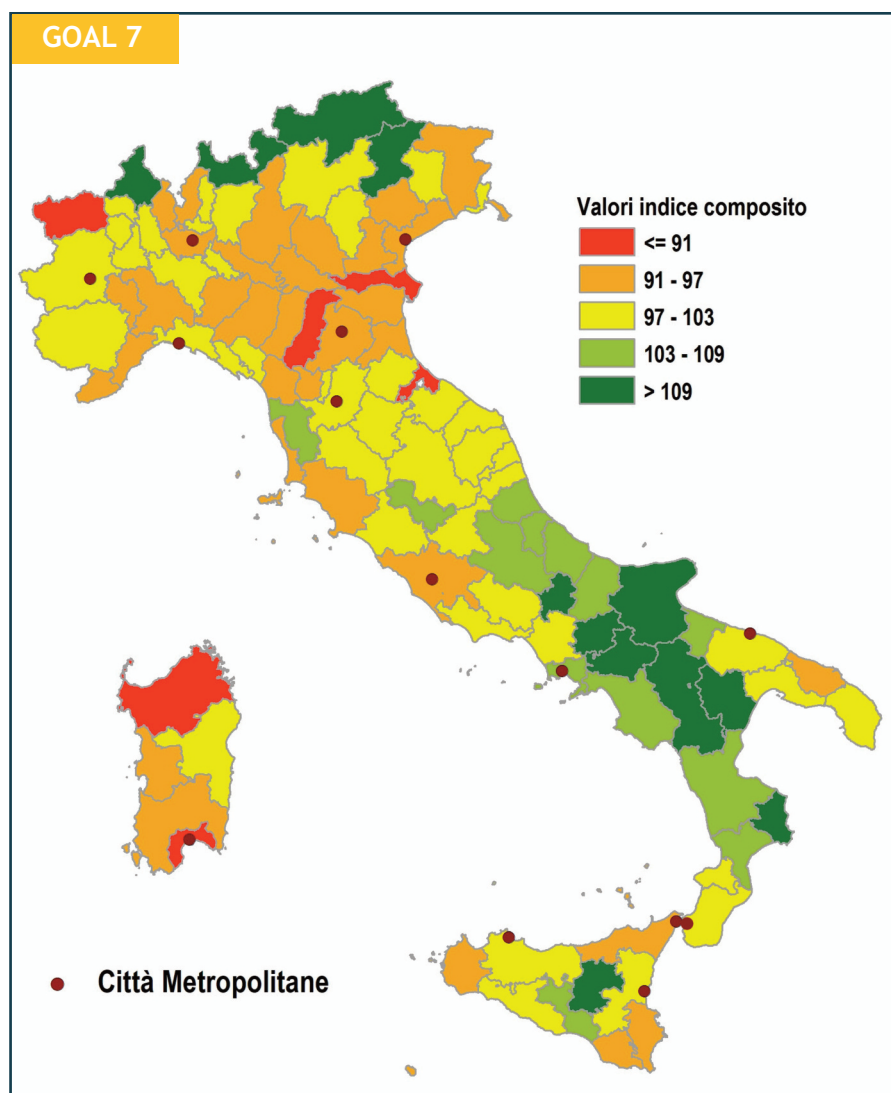 GOAL 7
Valori indice composito
<= 91
91 - 97
97 - 103
103 - 109
> 109
Città Metropolitane